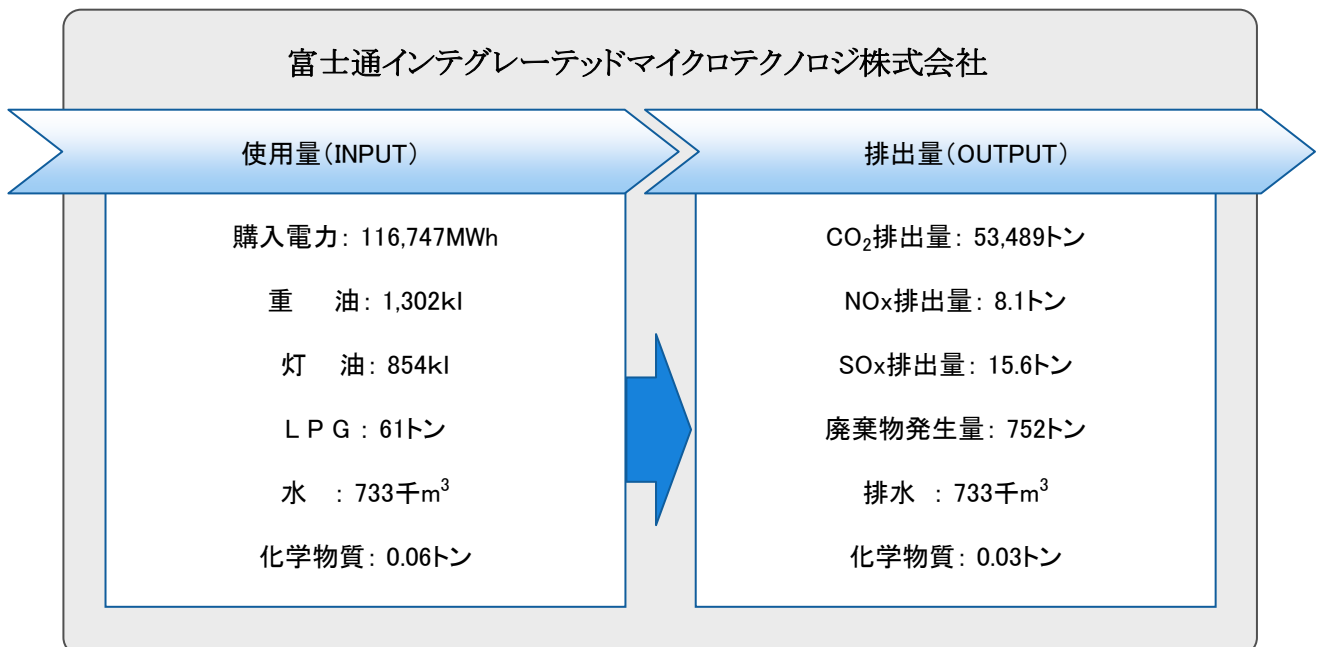 富士通インテグレーテッドマイクロテクノロジ株式会社
使用量(INPUT)
購入電力: 116,747MWh
重　　油: 1,302kl
灯　　油: 854kl
ＬＰＧ: 61トン
水　: 733千m³
化学物質: 0.06トン
排出量(OUTPUT)
CO₂排出量: 53,489トン
NOx排出量: 8.1トン
SOx排出量: 15.6トン
廃棄物発生量: 752トン
排水　: 733千m³
化学物質: 0.03トン